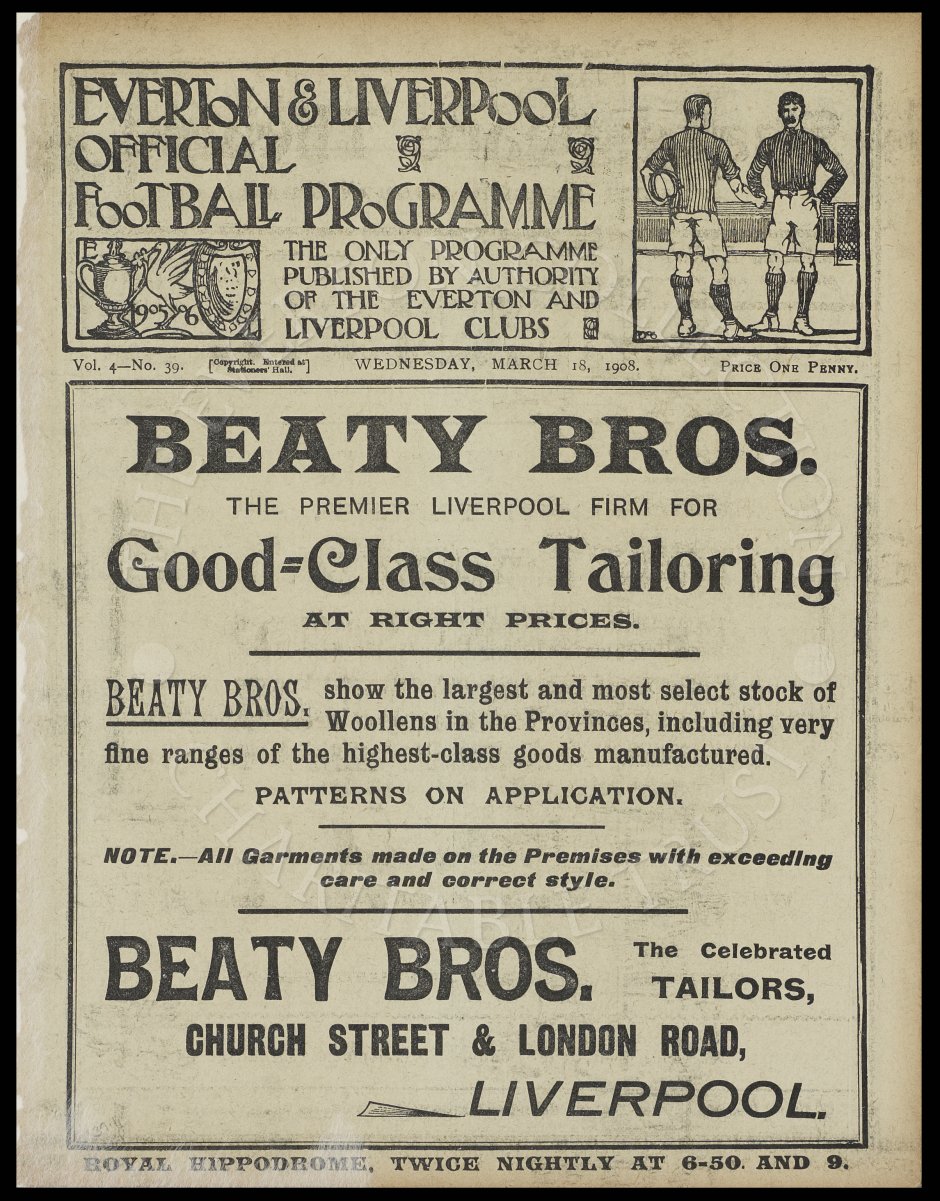 EVERTON & LIVERPOOL
OFFICIAL
FOOTBALL PROGRAMME
E
1905 6
THE ONLY PROGRAMME
PUBLISHED BY AUTHORITY
OF THE EVERTON AND
LIVERPOOL CLUBS
Vol. 4—No. 39. [Copyright. Entered at Stationers' Hall.] WEDNESDAY, MARCH 18, 1908. PRICE ONE PENNY.
BEATY BROS.
THE PREMIER LIVERPOOL FIRM FOR
Good=Class Tailoring
AT RIGHT PRICES.
BEATY BROS. show the largest and most select stock of
Woollens in the Provinces, including very
fine ranges of the highest-class goods manufactured.
PATTERNS ON APPLICATION.
NOTE.—All Garments made on the Premises with exceeding
care and correct style.
BEATY BROS. The Celebrated
TAILORS,
CHURCH STREET & LONDON ROAD,
LIVERPOOL.
ROYAL HIPPODROME, TWICE NIGHTLY AT 6-50. AND 9.
THE EVERTON COLLECTION
CHARITABLE TRUST